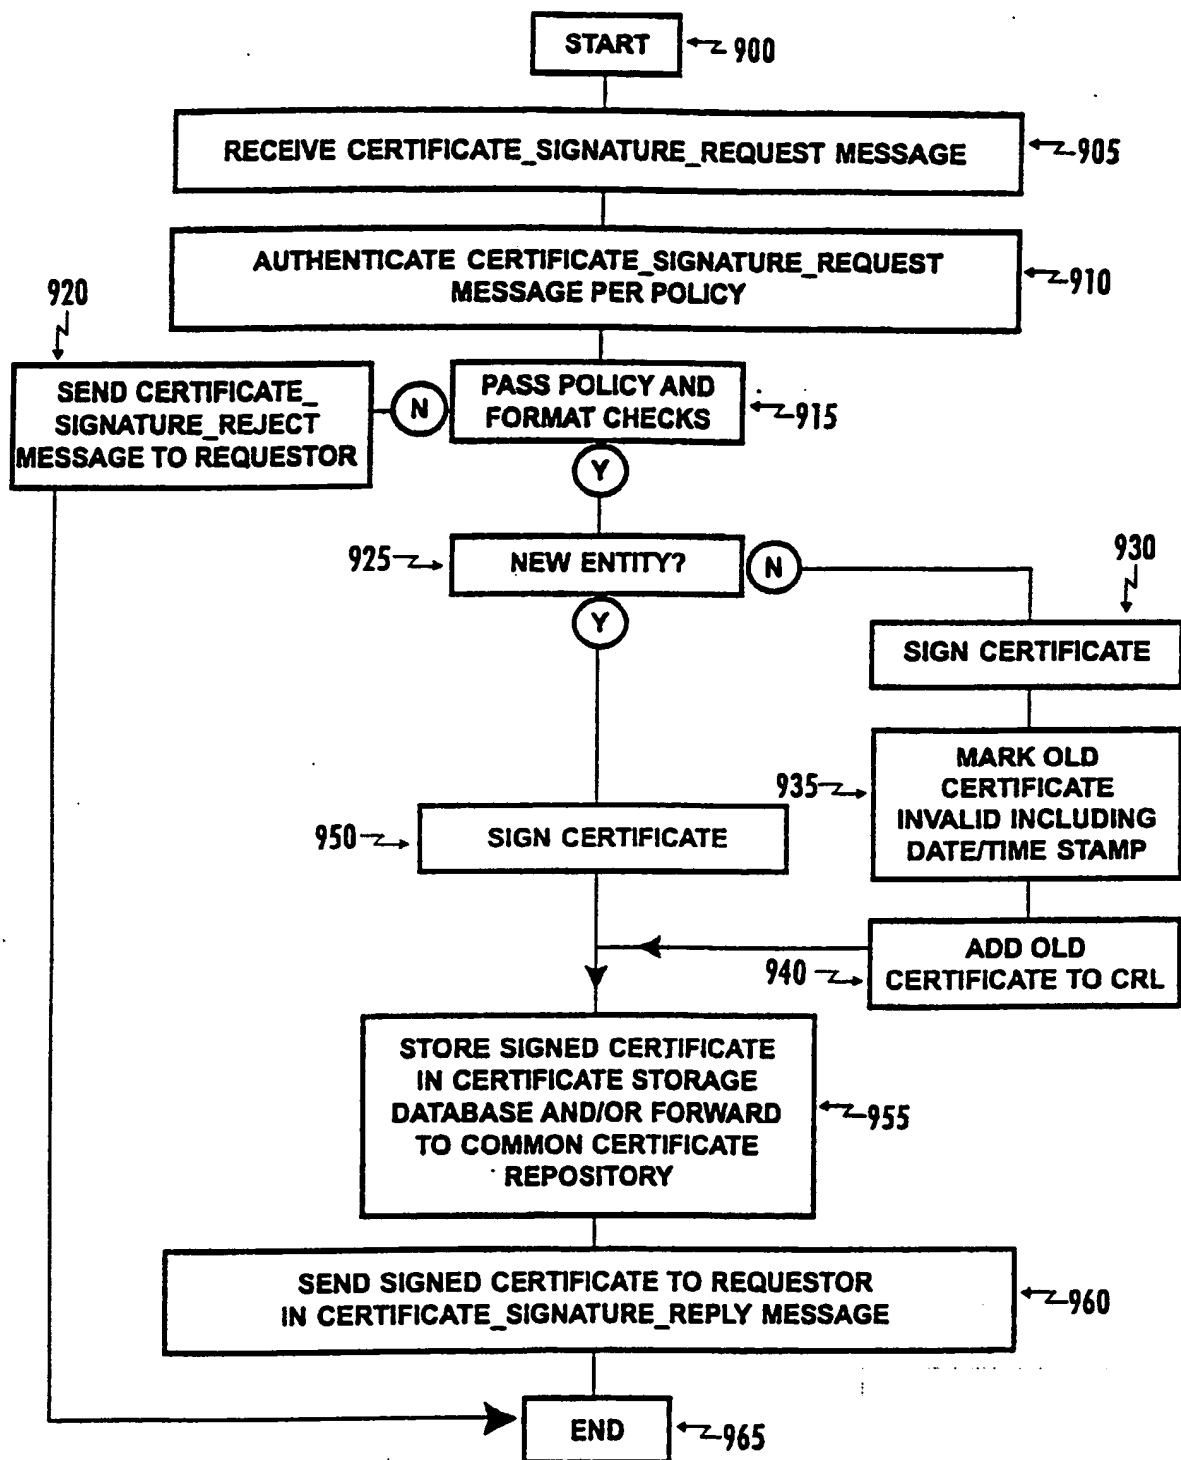 START
900
RECEIVE CERTIFICATE_SIGNATURE_REQUEST MESSAGE
905
AUTHENTICATE CERTIFICATE_SIGNATURE_REQUEST
MESSAGE PER POLICY
910
920
SEND CERTIFICATE_
SIGNATURE_REJECT
MESSAGE TO REQUESTOR
N
PASS POLICY AND
FORMAT CHECKS
915
Y
925
NEW ENTITY?
N
930
Y
SIGN CERTIFICATE
935
MARK OLD
CERTIFICATE
INVALID INCLUDING
DATE/TIME STAMP
950
SIGN CERTIFICATE
940
ADD OLD
CERTIFICATE TO CRL
STORE SIGNED CERTIFICATE
IN CERTIFICATE STORAGE
DATABASE AND/OR FORWARD
TO COMMON CERTIFICATE
REPOSITORY
955
SEND SIGNED CERTIFICATE TO REQUESTOR
IN CERTIFICATE_SIGNATURE_REPLY MESSAGE
960
END
965